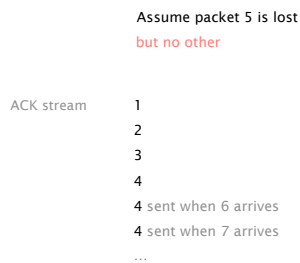 Assume packet 5 is lost
but no other
ACK stream 1
2
3
4
4 sent when 6 arrives
4 sent when 7 arrives
...